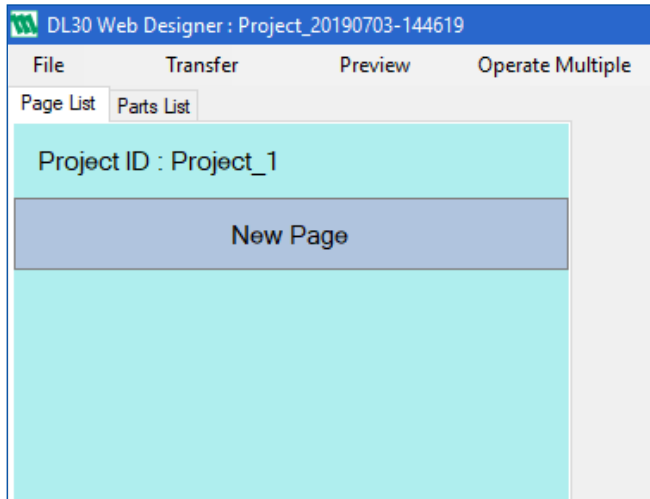 DL30 Web Designer : Project_20190703-144619
File Transfer Preview Operate Multiple
Page List Parts List
Project ID : Project_1
New Page